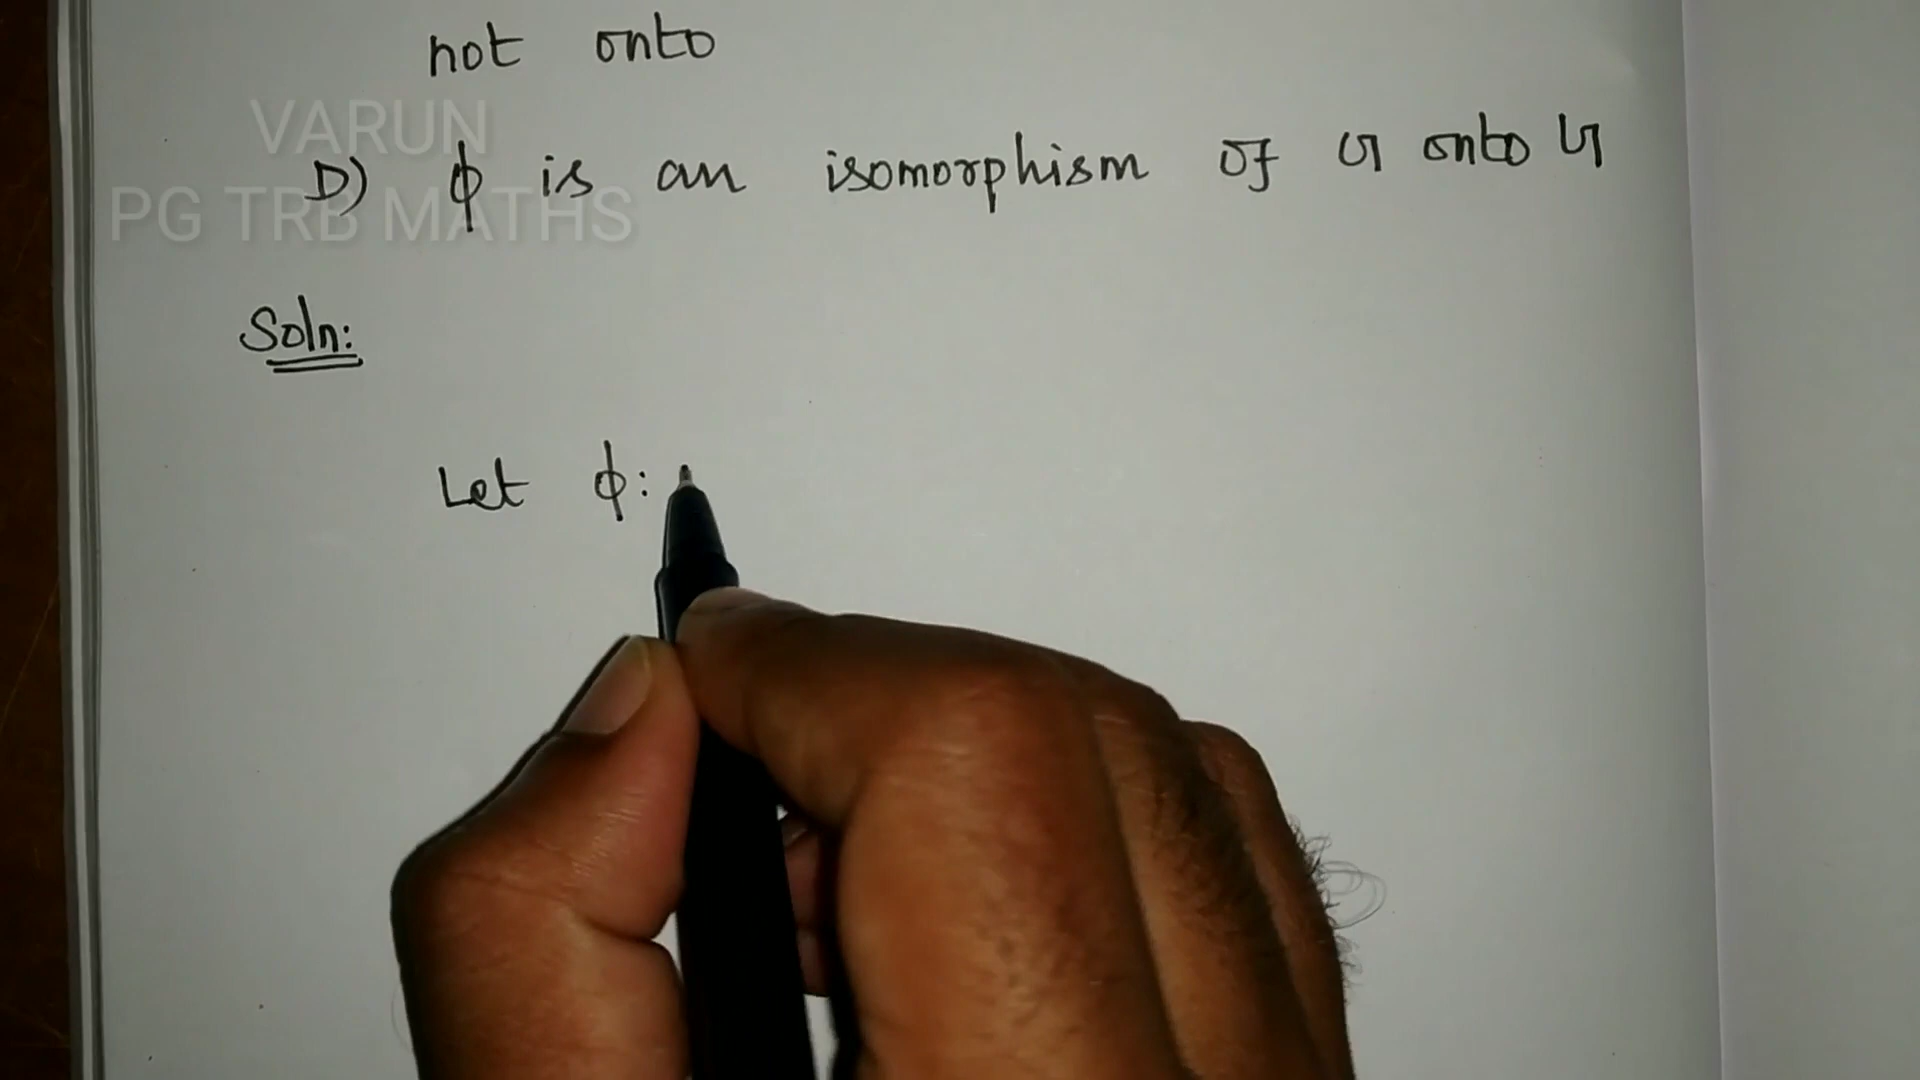 not onto
VARUN
D) ϕ is an isomorphism of G onto G
PG TRB MATHS
Soln:
Let ϕ: